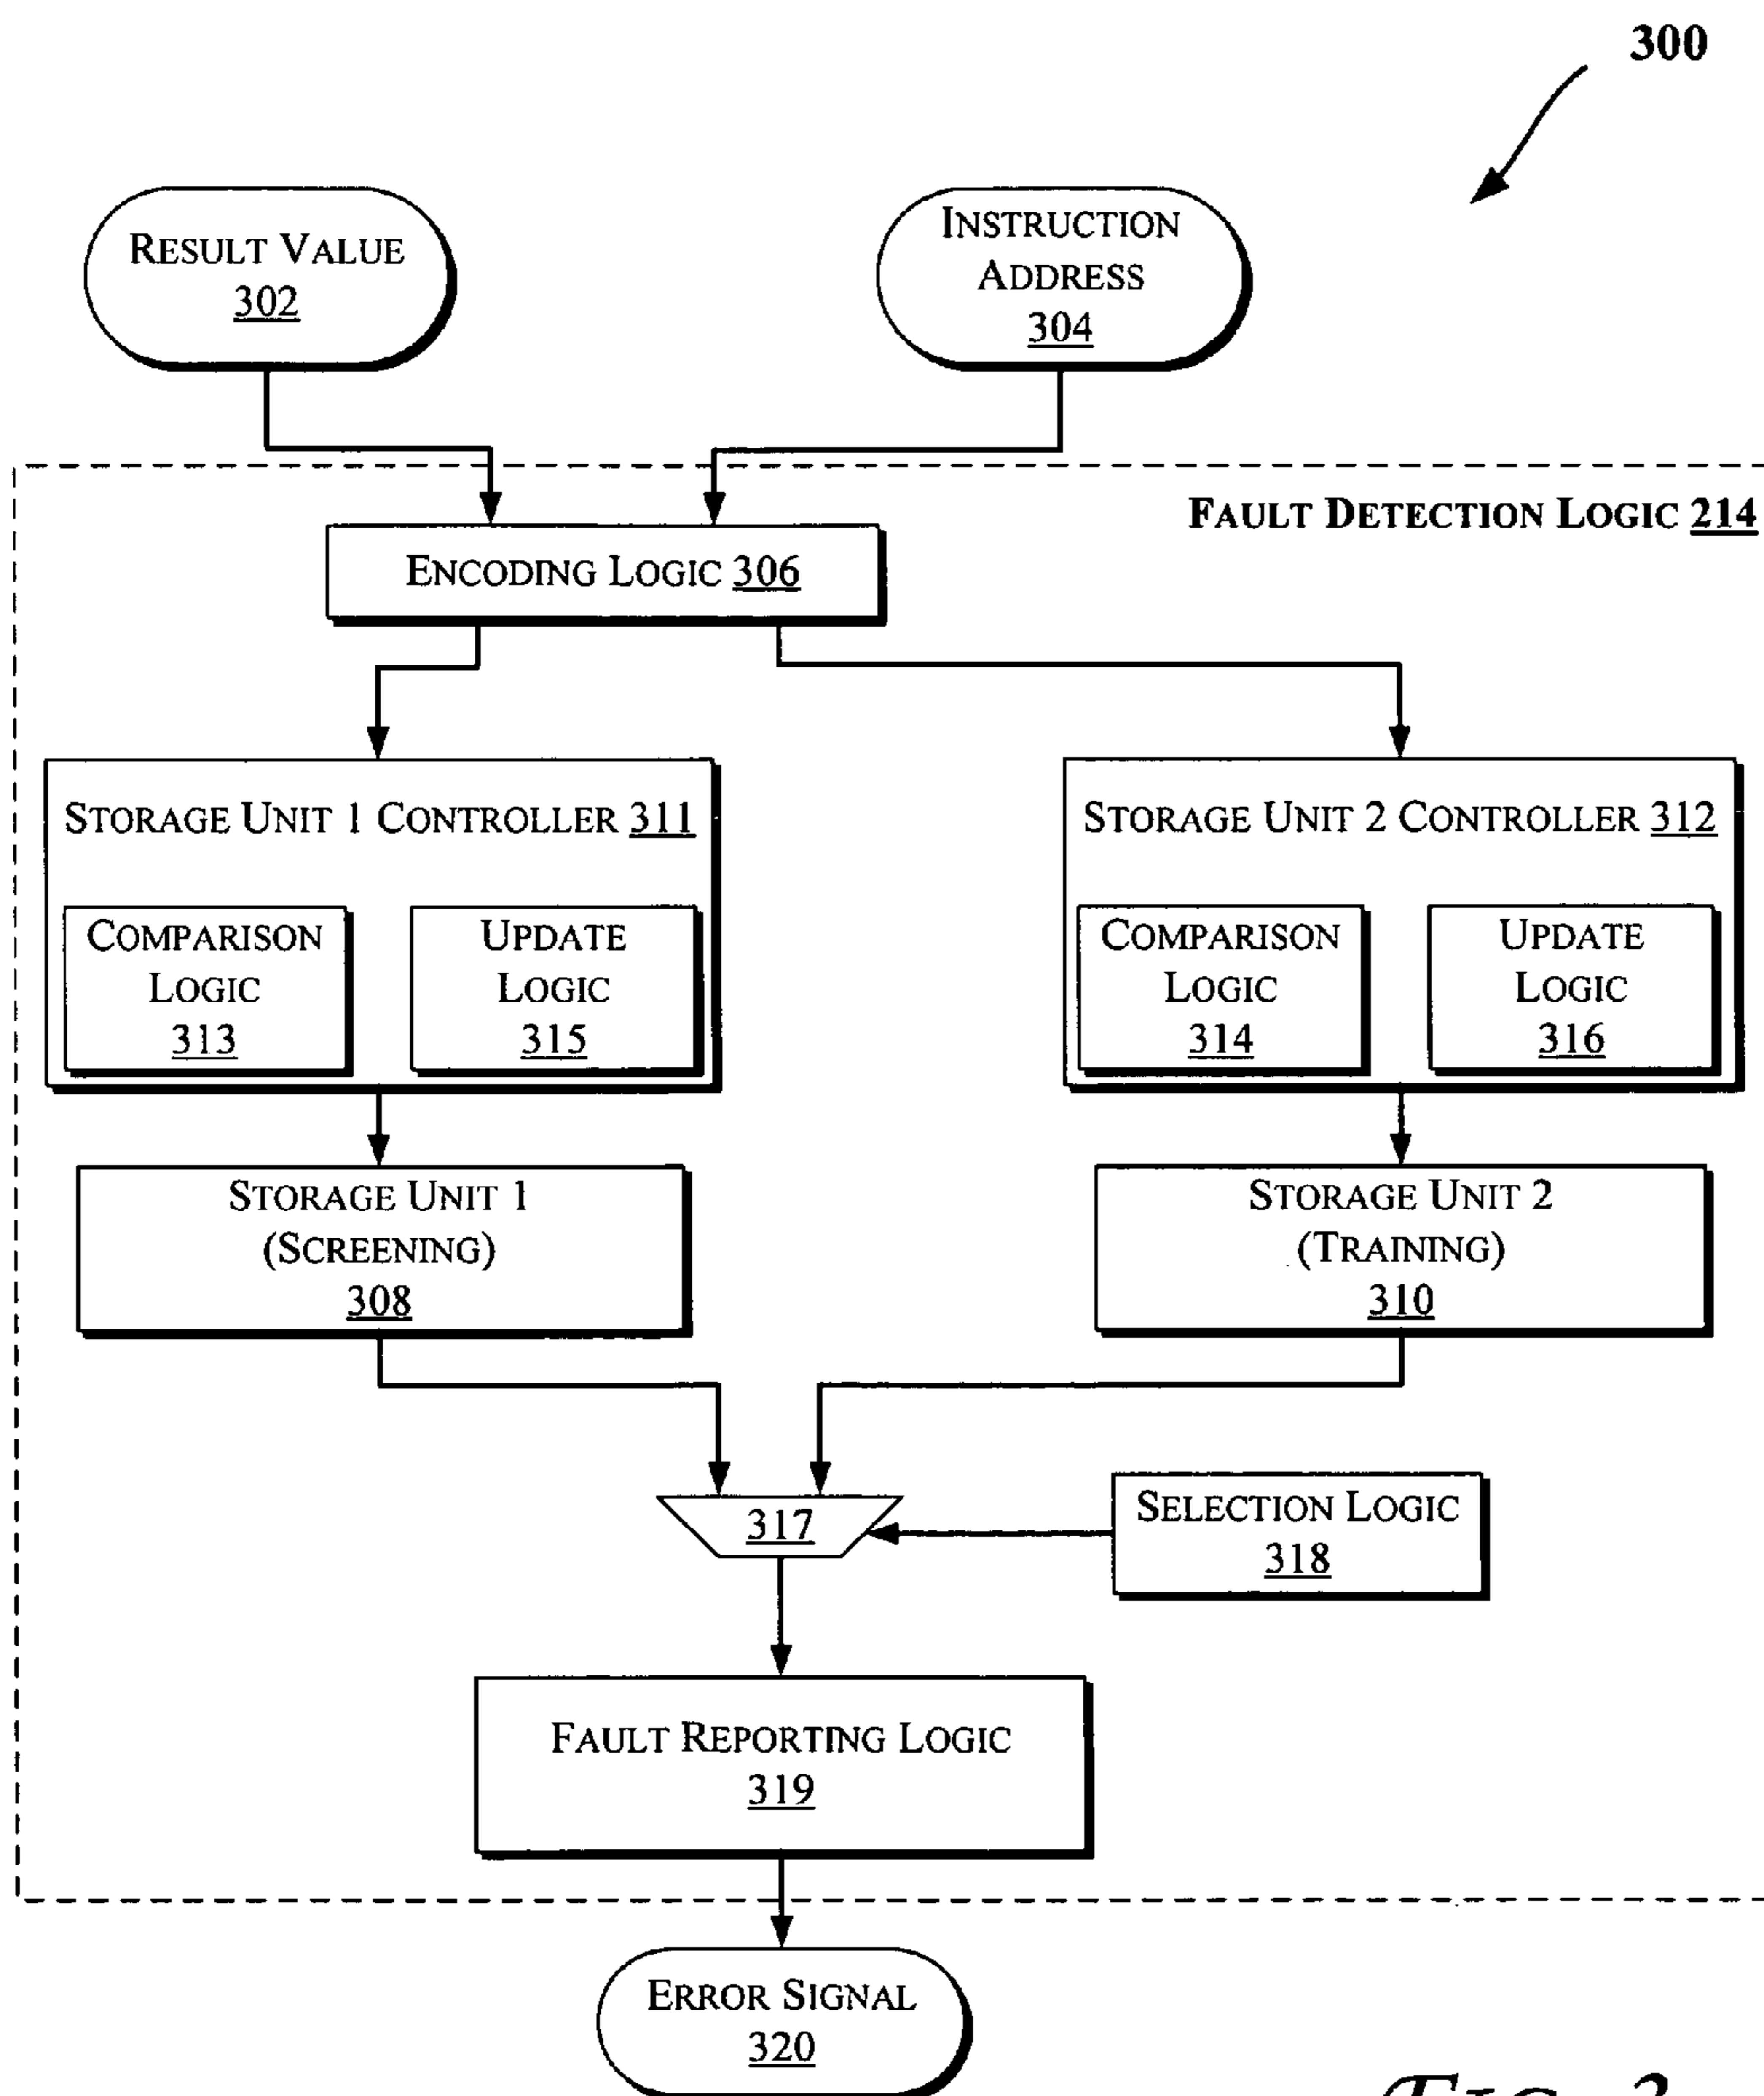 300
RESULT VALUE
302
INSTRUCTION
ADDRESS
304
FAULT DETECTION LOGIC 214
ENCODING LOGIC 306
STORAGE UNIT 1 CONTROLLER 311
COMPARISON
LOGIC
313
UPDATE
LOGIC
315
STORAGE UNIT 2 CONTROLLER 312
COMPARISON
LOGIC
314
UPDATE
LOGIC
316
STORAGE UNIT 1
(SCREENING)
308
STORAGE UNIT 2
(TRAINING)
310
317
SELECTION LOGIC
318
FAULT REPORTING LOGIC
319
ERROR SIGNAL
320
FIG. 3